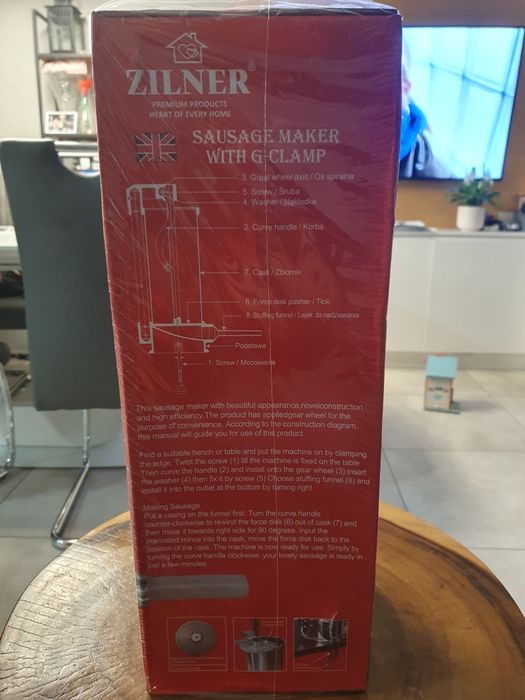 ZILNER®
PREMIUM PRODUCTS
HEART OF EVERY HOME
SAUSAGE MAKER
WITH G-CLAMP
3. Great wheel axis / Oś spiralna
5. Screw / Śruba
4. Washer / Nakładka
2. Curve handle / Korba
7. Cask / Zbiornik
6. Force disk pusher / Tłok
8. Stuffing funnel / Lejek do nadziewania
Podstawa
1. Screw / Mocowanie
This sausage maker with beautiful appearance,novelconstruction
and high efficiency.The product has appliedgear wheel for the
purpose of convenience. According to the construction diagram,
this manual will guide you for use of this product.
Find a suitable bench or table and put the machine on by clamping
the edge. Twist the screw (1) till the machine is fixed on the table
Then curve the handle (2) and install onto the gear wheel (3) insert
the washer (4) then fix it by screw (5) Choose stuffing funnel (8) and
install it into the outlet at the bottom by turning right.
Making Sausage
Put a casing on the funnel first. Turn the curve handle
counter-clockwise to rewind the force disk (6) out of cask (7) and
then move it towards right side for 90 degrees. Input the
marinated mince into the cask, move the force disk back to the
position of the cask. The machine is now ready for use. Simply by
turning the curve handle clockwise, your lovely sausage is ready in
just a few minutes.